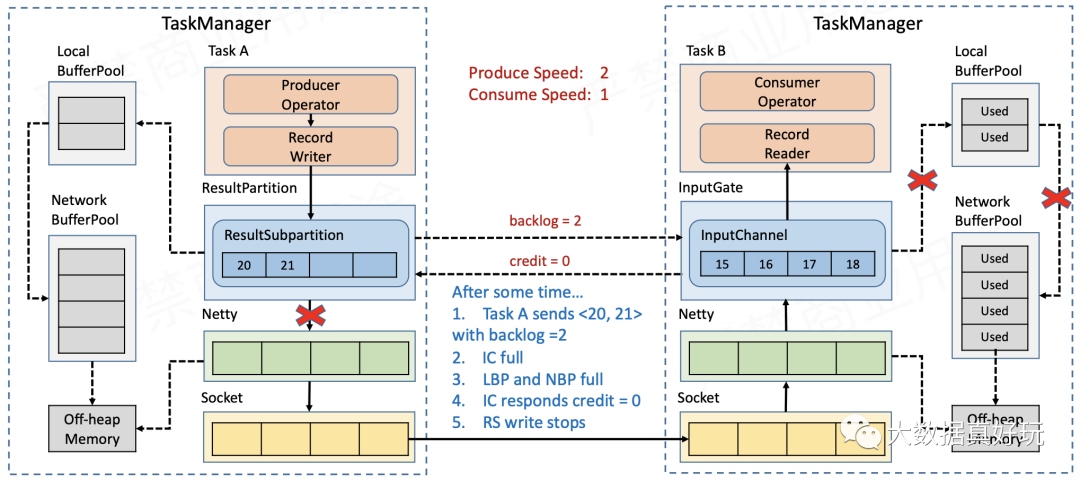 TaskManager
Local
BufferPool
Task A
Producer
Operator
Record
Writer
ResultPartition
Network
BufferPool
ResultSubpartition
20 21
Netty
Socket
Off-heap
Memory
Produce Speed: 2
Consume Speed: 1
backlog = 2
credit = 0
After some time…
1. Task A sends <20, 21>
with backlog =2
2. IC full
3. LBP and NBP full
4. IC responds credit = 0
5. RS write stops
TaskManager
Task B
Consumer
Operator
Record
Reader
InputGate
InputChannel
15 16 17 18
Netty
Socket
Local
BufferPool
Used
Used
Network
BufferPool
Used
Used
Used
Used
Off-heap
Memory
大数据真好玩